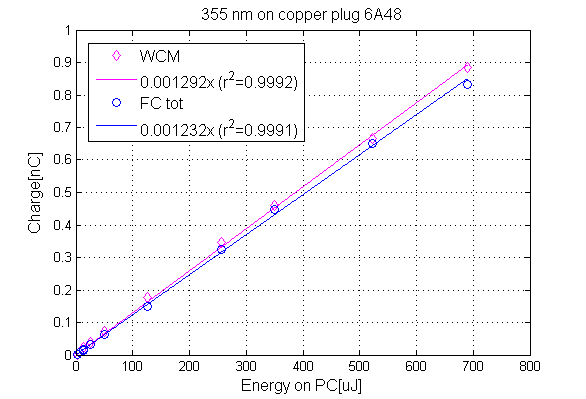 355 nm on copper plug 6A48
WCM
0.001292x (r²=0.9992)
FC tot
0.001232x (r²=0.9991)
1
0.9
0.8
0.7
0.6
0.5
0.4
0.3
0.2
0.1
0
Charge[nC]
0 100 200 300 400 500 600 700 800
Energy on PC[uJ]